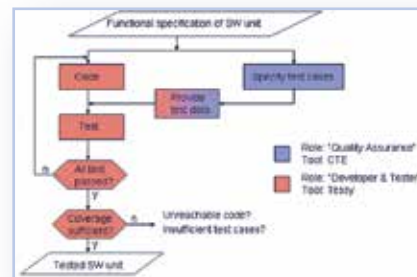 Functional specification of SW unit
Code
Specify test cases
Provide
test data
Test
Role: "Quality Assurance"
Tool: CTE
Role: "Developer & Tester"
Tool: Tessy
All test
passed?
n
y
Coverage
sufficient?
n
Unreachable code?
Insufficient test cases?
y
Tested SW unit